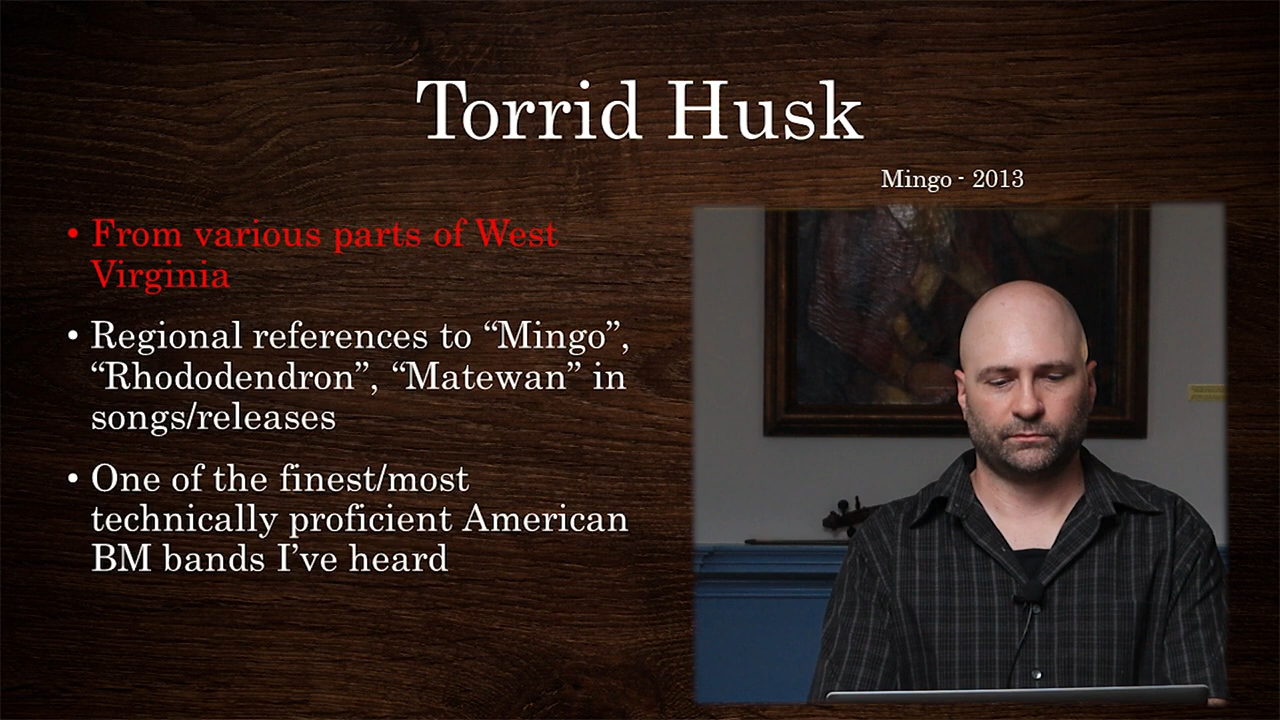 Torrid Husk
Mingo - 2013
• From various parts of West
Virginia
• Regional references to “Mingo”,
“Rhododendron”, “Matewan” in
songs/releases
• One of the finest/most
technically proficient American
BM bands I’ve heard